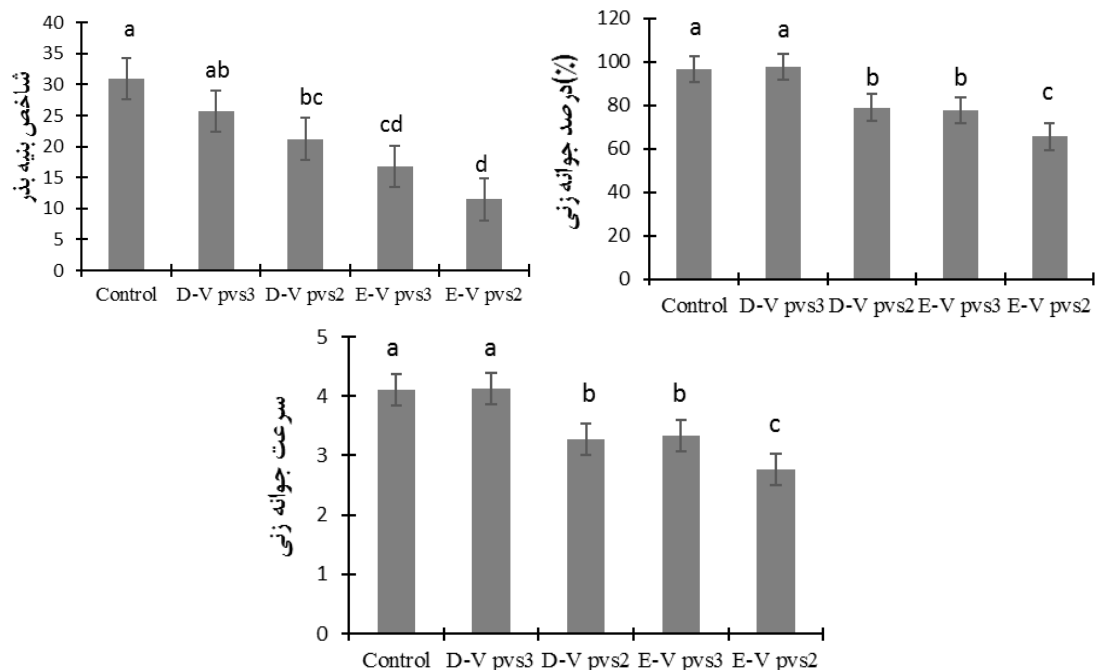 شاخص بنیه بذر
40
35
30
25
20
15
10
5
0
a
ab
bc
cd
d
Control D-V pvs3 D-V pvs2 E-V pvs3 E-V pvs2
درصد جوانه زنی(%)
120
100
80
60
40
20
0
a
a
b
b
c
Control D-V pvs3 D-V pvs2 E-V pvs3 E-V pvs2
سرعت جوانه زنی
5
4
3
2
1
0
a
a
b
b
c
Control D-V pvs3 D-V pvs2 E-V pvs3 E-V pvs2